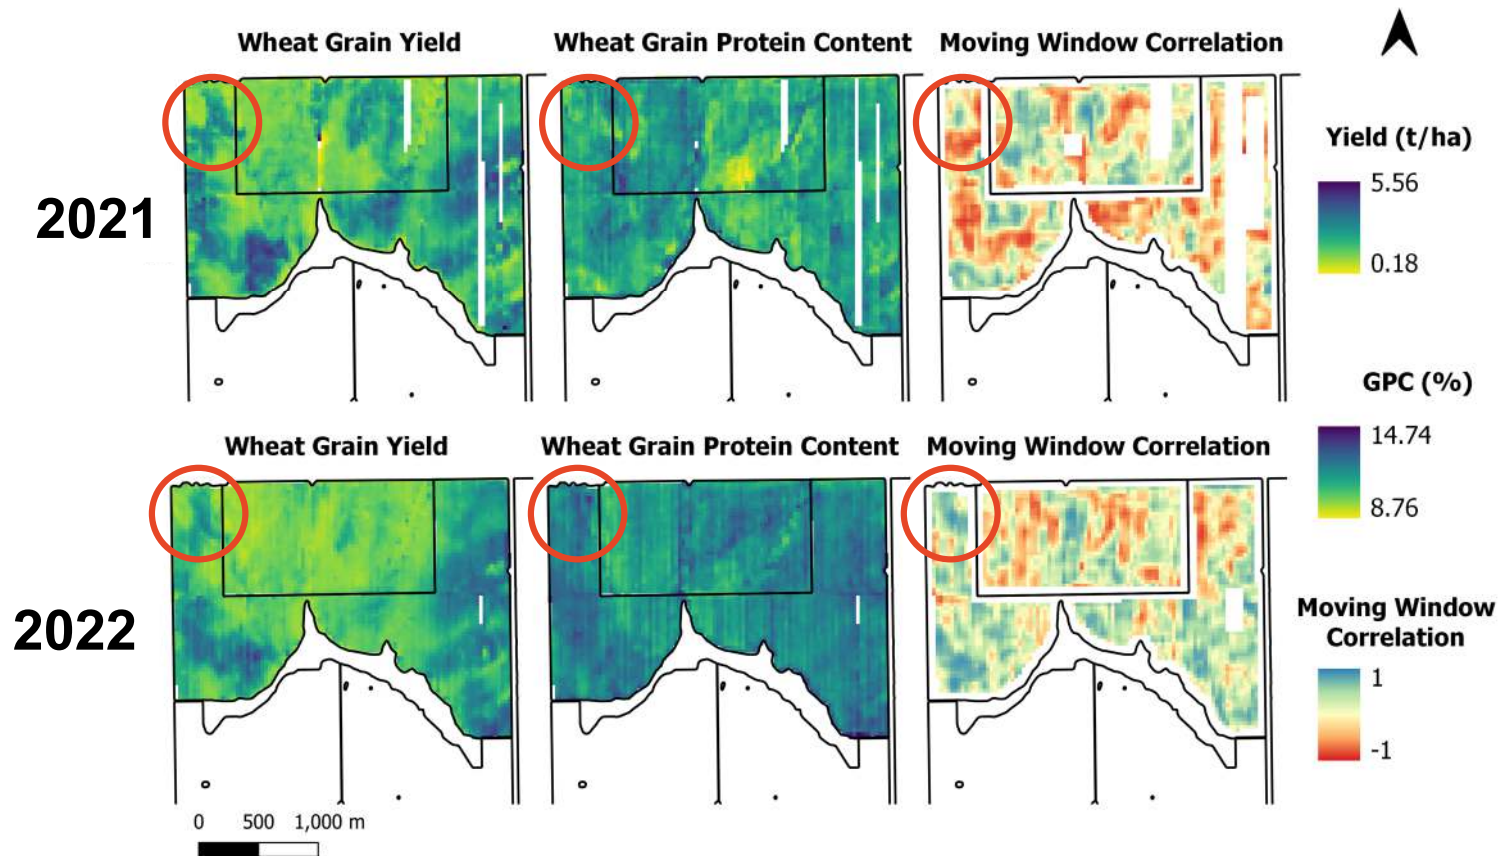 Wheat Grain Yield
Wheat Grain Protein Content
Moving Window Correlation
2021
Yield (t/ha)
5.56
0.18
GPC (%)
14.74
8.76
Wheat Grain Yield
Wheat Grain Protein Content
Moving Window Correlation
2022
Moving Window
Correlation
1
-1
0 500 1,000 m